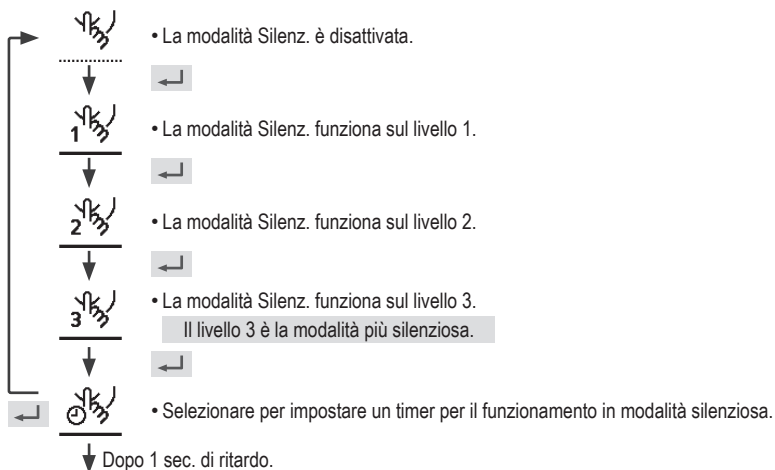 • La modalità Silenz. è disattivata.
1
• La modalità Silenz. funziona sul livello 1.
2
• La modalità Silenz. funziona sul livello 2.
3
• La modalità Silenz. funziona sul livello 3.
Il livello 3 è la modalità più silenziosa.
• Selezionare per impostare un timer per il funzionamento in modalità silenziosa.
Dopo 1 sec. di ritardo.